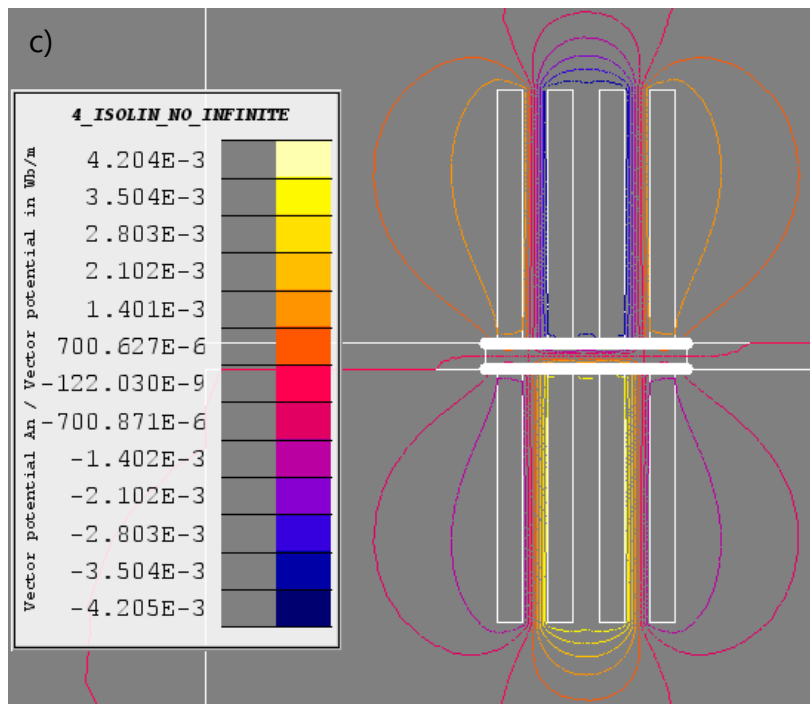 c)
4_ISOLIN_NO_INFINITE
Vector potential An / Vector potential in Wb/m
4.204E-3
3.504E-3
2.803E-3
2.102E-3
1.401E-3
700.627E-6
-122.030E-9
-700.871E-6
-1.402E-3
-2.102E-3
-2.803E-3
-3.504E-3
-4.205E-3